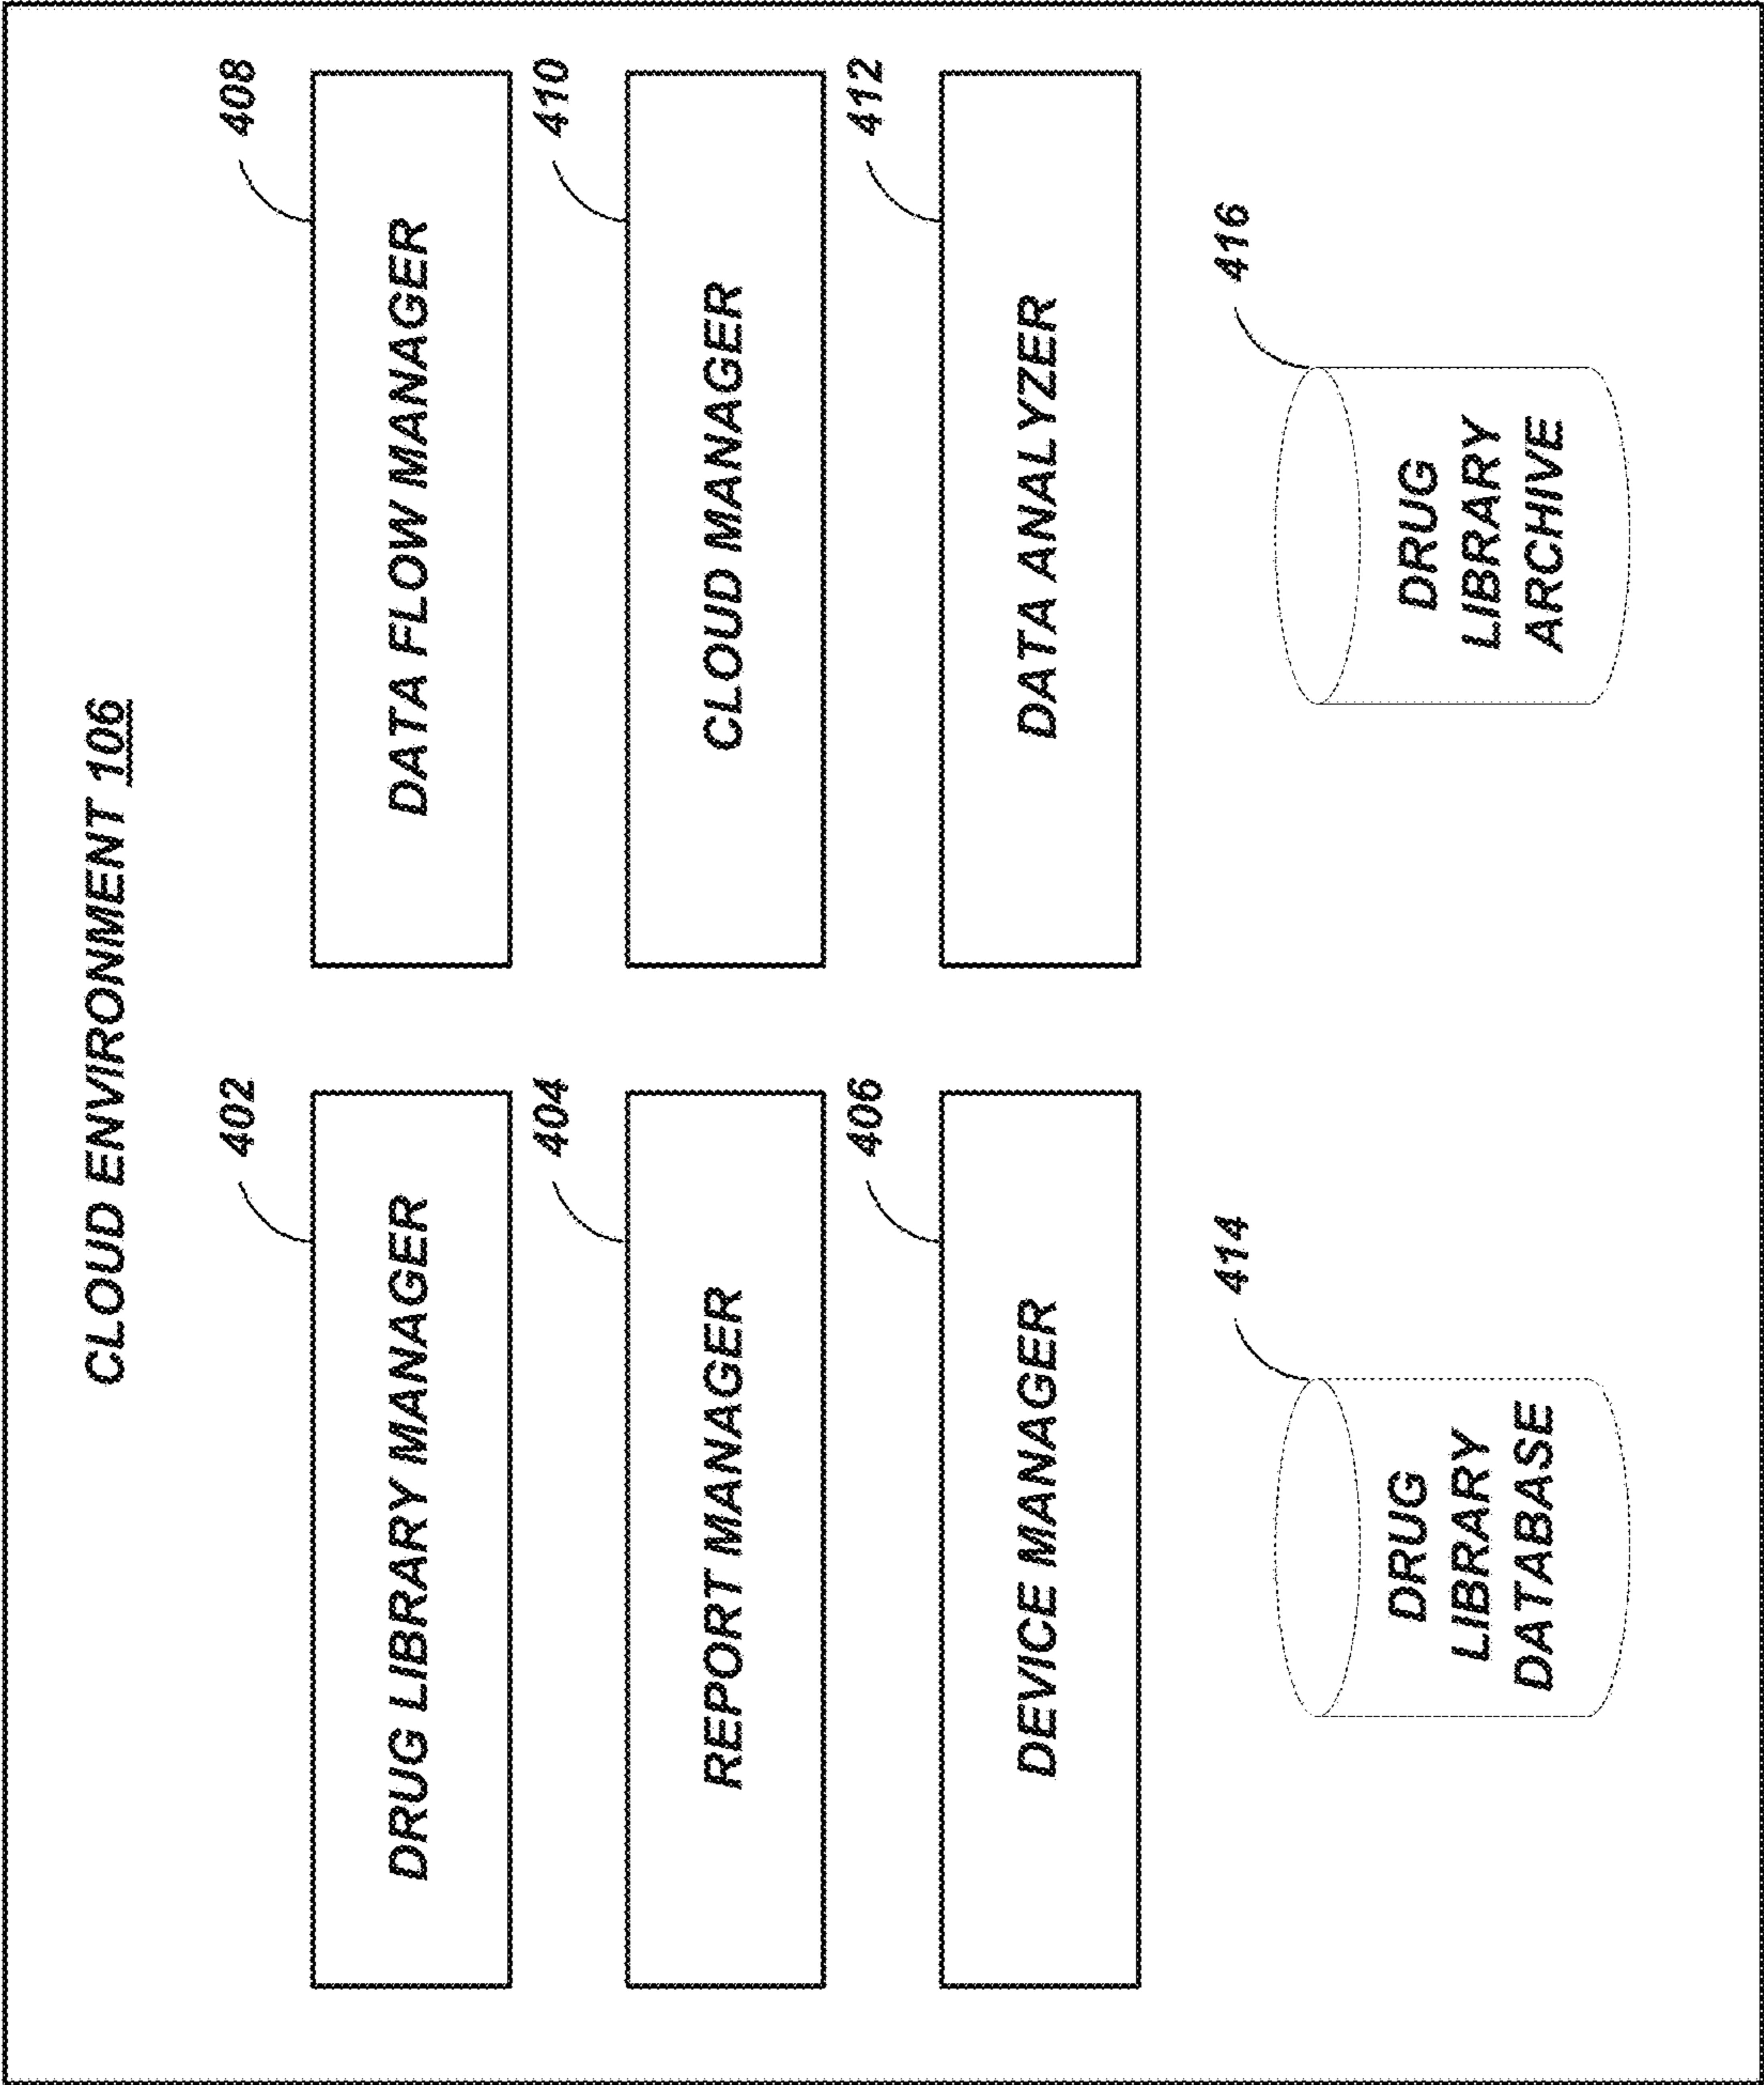 CLOUD ENVIRONMENT 106
402
DRUG LIBRARY MANAGER
408
DATA FLOW MANAGER
404
REPORT MANAGER
410
CLOUD MANAGER
406
DEVICE MANAGER
412
DATA ANALYZER
414
DRUG
LIBRARY
DATABASE
416
DRUG
LIBRARY
ARCHIVE